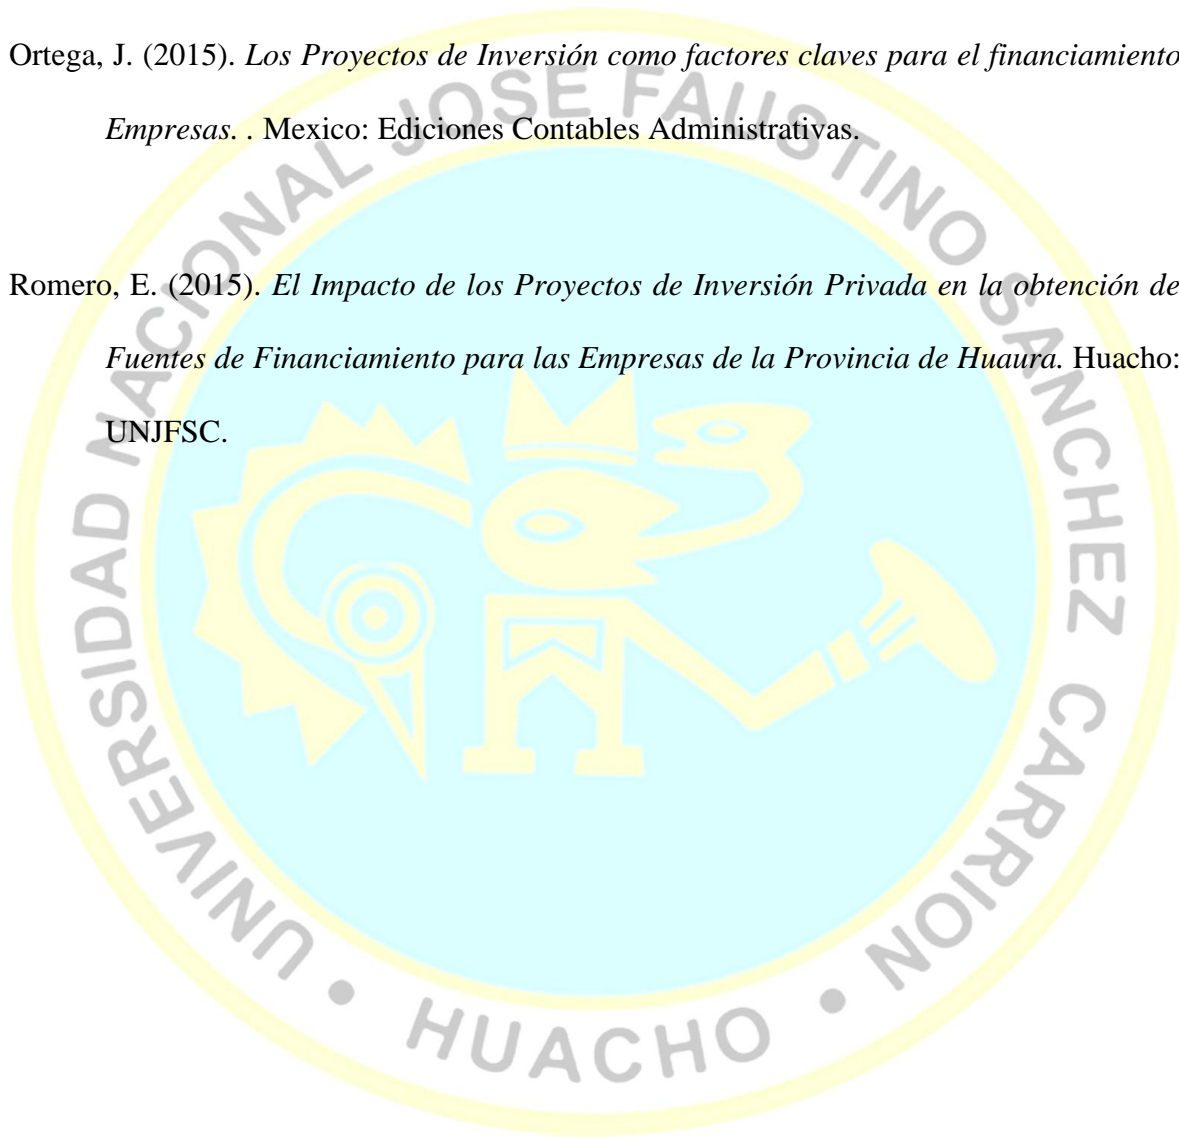 Ortega, J. (2015). Los Proyectos de Inversión como factores claves para el financiamiento
Empresas. . Mexico: Ediciones Contables Administrativas.
Romero, E. (2015). El Impacto de los Proyectos de Inversión Privada en la obtención de
Fuentes de Financiamiento para las Empresas de la Provincia de Huaura. Huacho:
UNJFSC.
UNIVERSIDAD NACIONAL JOSE FAUSTINO SANCHEZ CARRION • HUACHO •